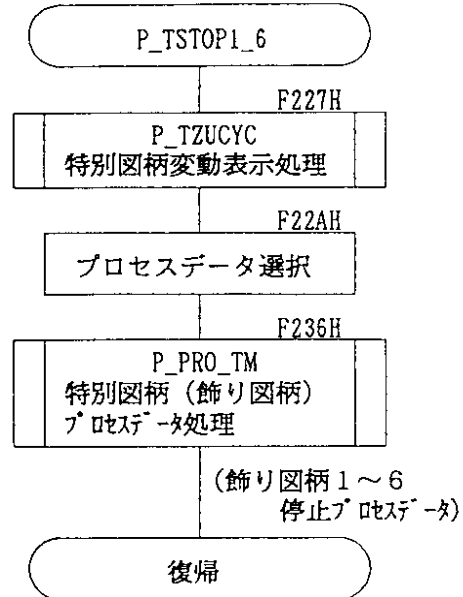 P_TSTOP1_6
F227H
P_TZUCYC
特別図柄変動表示処理
F22AH
プロセスデータ選択
F236H
P_PRO_TM
特別図柄（飾り図柄）
ﾌﾟﾛｾｽﾃﾞｰﾀ処理
（飾り図柄１～６
停止ﾌﾟﾛｾｽﾃﾞｰﾀ）
復帰